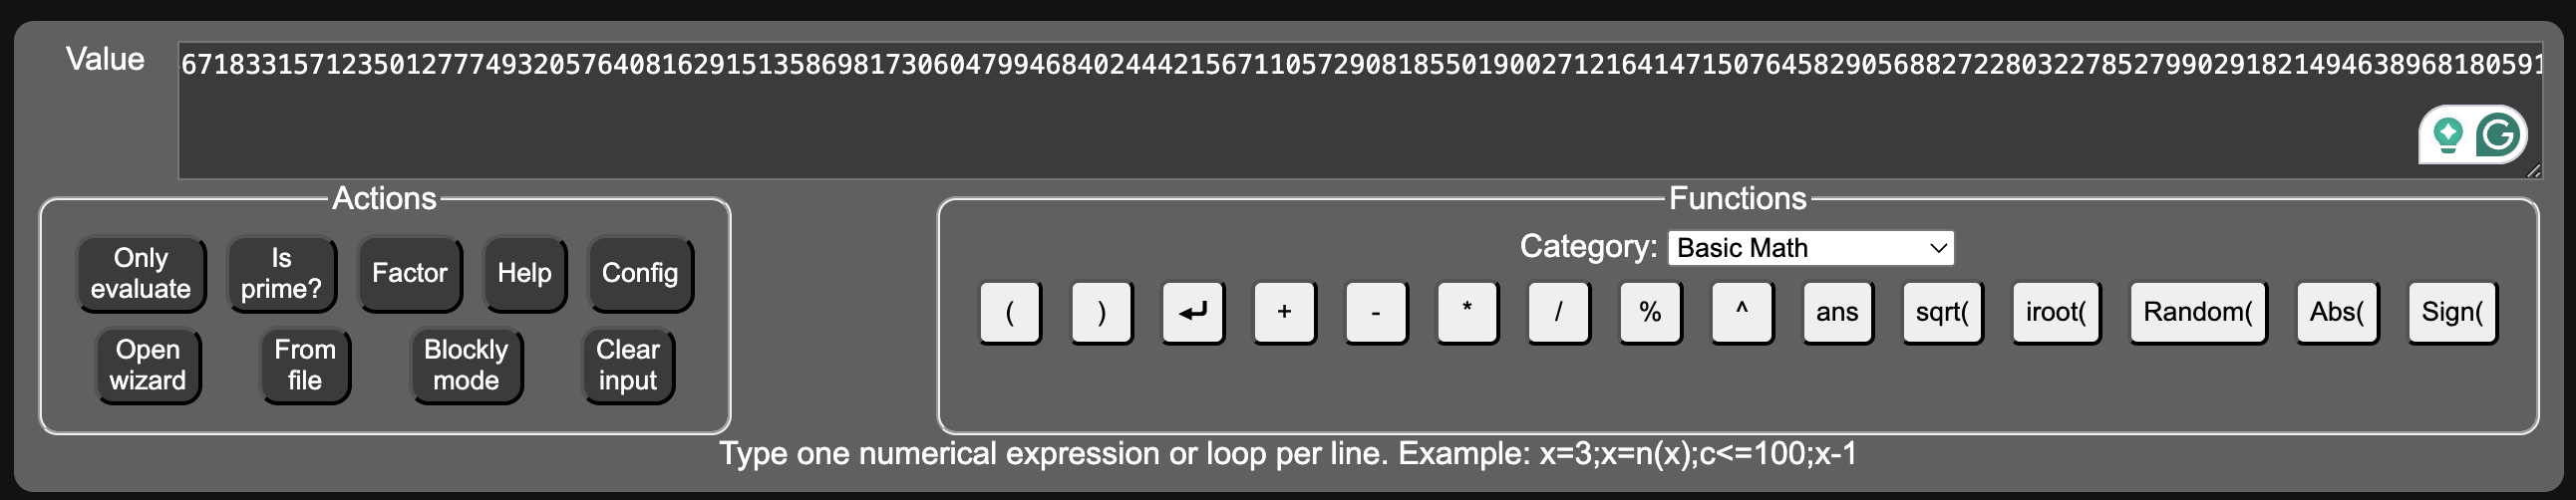 Value
6718331571235012777493205764081629151358698173060479946840244421567110572908185501900271216414715076458290568827228032278527990291821494638968180591
Actions
Only evaluate
Is prime?
Factor
Help
Config
Open wizard
From file
Blockly mode
Clear input
Functions
Category: Basic Math
( ) + - * / % ^ ans sqrt( iroot( Random( Abs( Sign(
Type one numerical expression or loop per line. Example: x=3;x=n(x);c<=100;x-1